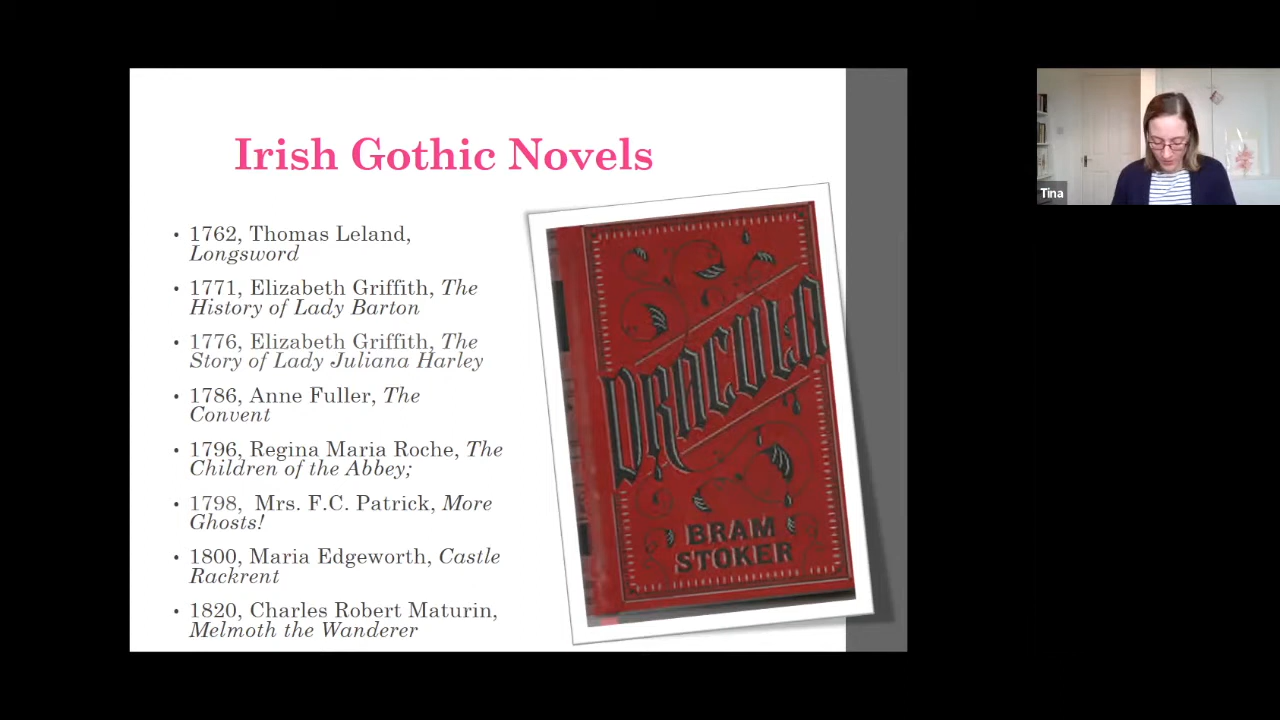 Irish Gothic Novels
• 1762, Thomas Leland,
Longsword
• 1771, Elizabeth Griffith, The
History of Lady Barton
• 1776, Elizabeth Griffith, The
Story of Lady Juliana Harley
• 1786, Anne Fuller, The
Convent
• 1796, Regina Maria Roche, The
Children of the Abbey;
• 1798, Mrs. F.C. Patrick, More
Ghosts!
• 1800, Maria Edgeworth, Castle
Rackrent
• 1820, Charles Robert Maturin,
Melmoth the Wanderer
DRACULA
BRAM
STOKER
Tina